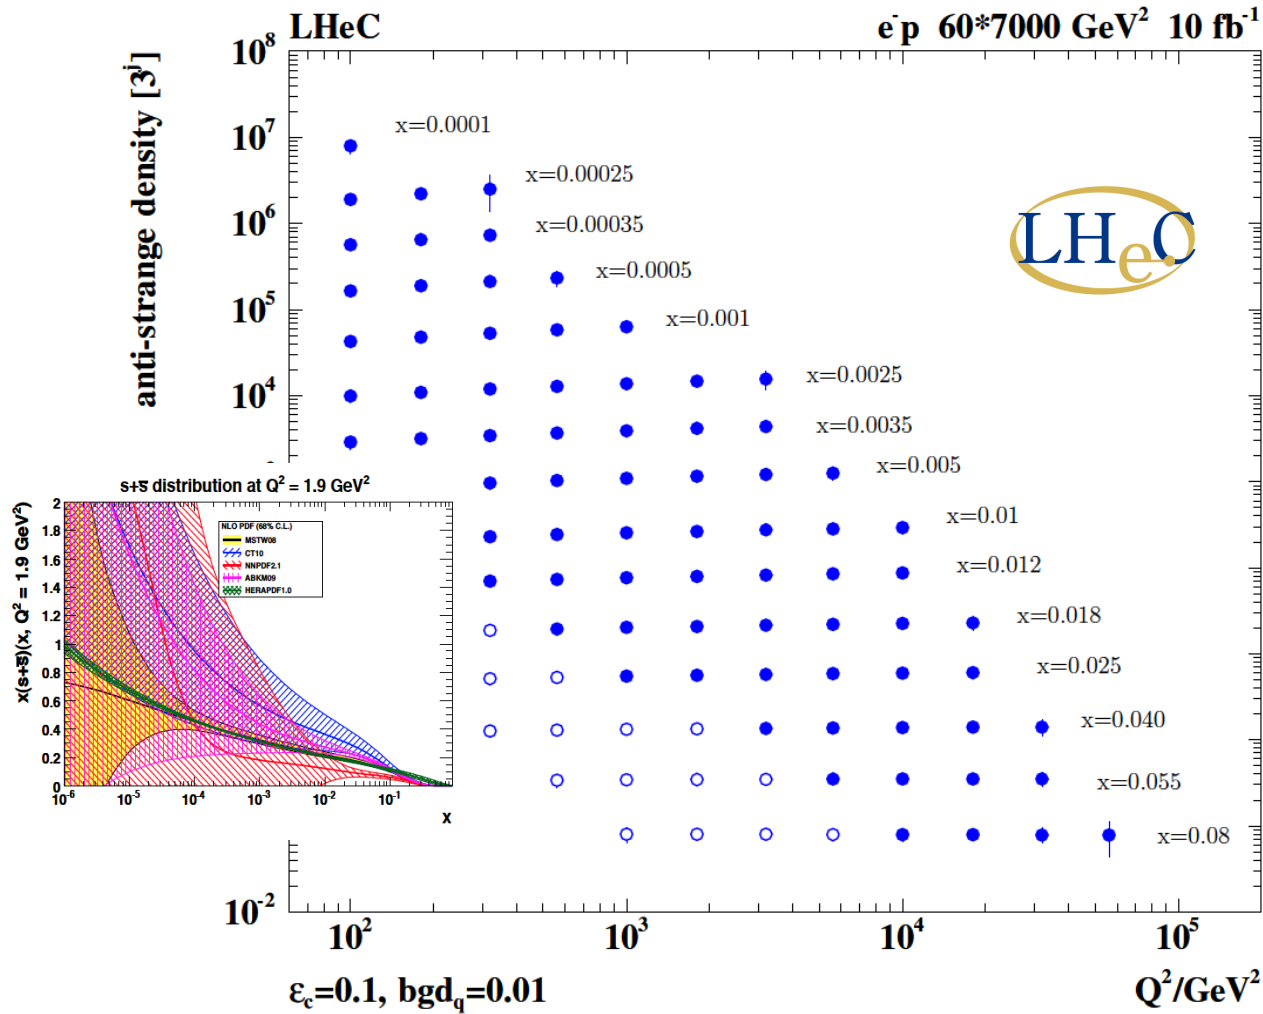 LHeC
e⁻p 60*7000 GeV² 10 fb⁻¹
anti-strange density [3ʲ]
10⁸
10⁷
10⁶
10⁵
10⁴
10⁻²
x=0.0001
x=0.00025
x=0.00035
x=0.0005
x=0.001
x=0.0025
x=0.0035
x=0.005
x=0.01
x=0.012
x=0.018
x=0.025
x=0.040
x=0.055
x=0.08
LHeC
s+s̅ distribution at Q² = 1.9 GeV²
x(s+s̅)(x, Q² = 1.9 GeV²)
2
1.8
1.6
1.4
1.2
1
0.8
0.6
0.4
0.2
0
NLO PDF (68% C.L.)
MSTW08
CT10
NNPDF2.1
ABKM09
HERAPDF1.0
10⁻⁶ 10⁻⁵ 10⁻⁴ 10⁻³ 10⁻² 10⁻¹
x
10² 10³ 10⁴ 10⁵
ε_c=0.1, bgd_q=0.01
Q²/GeV²